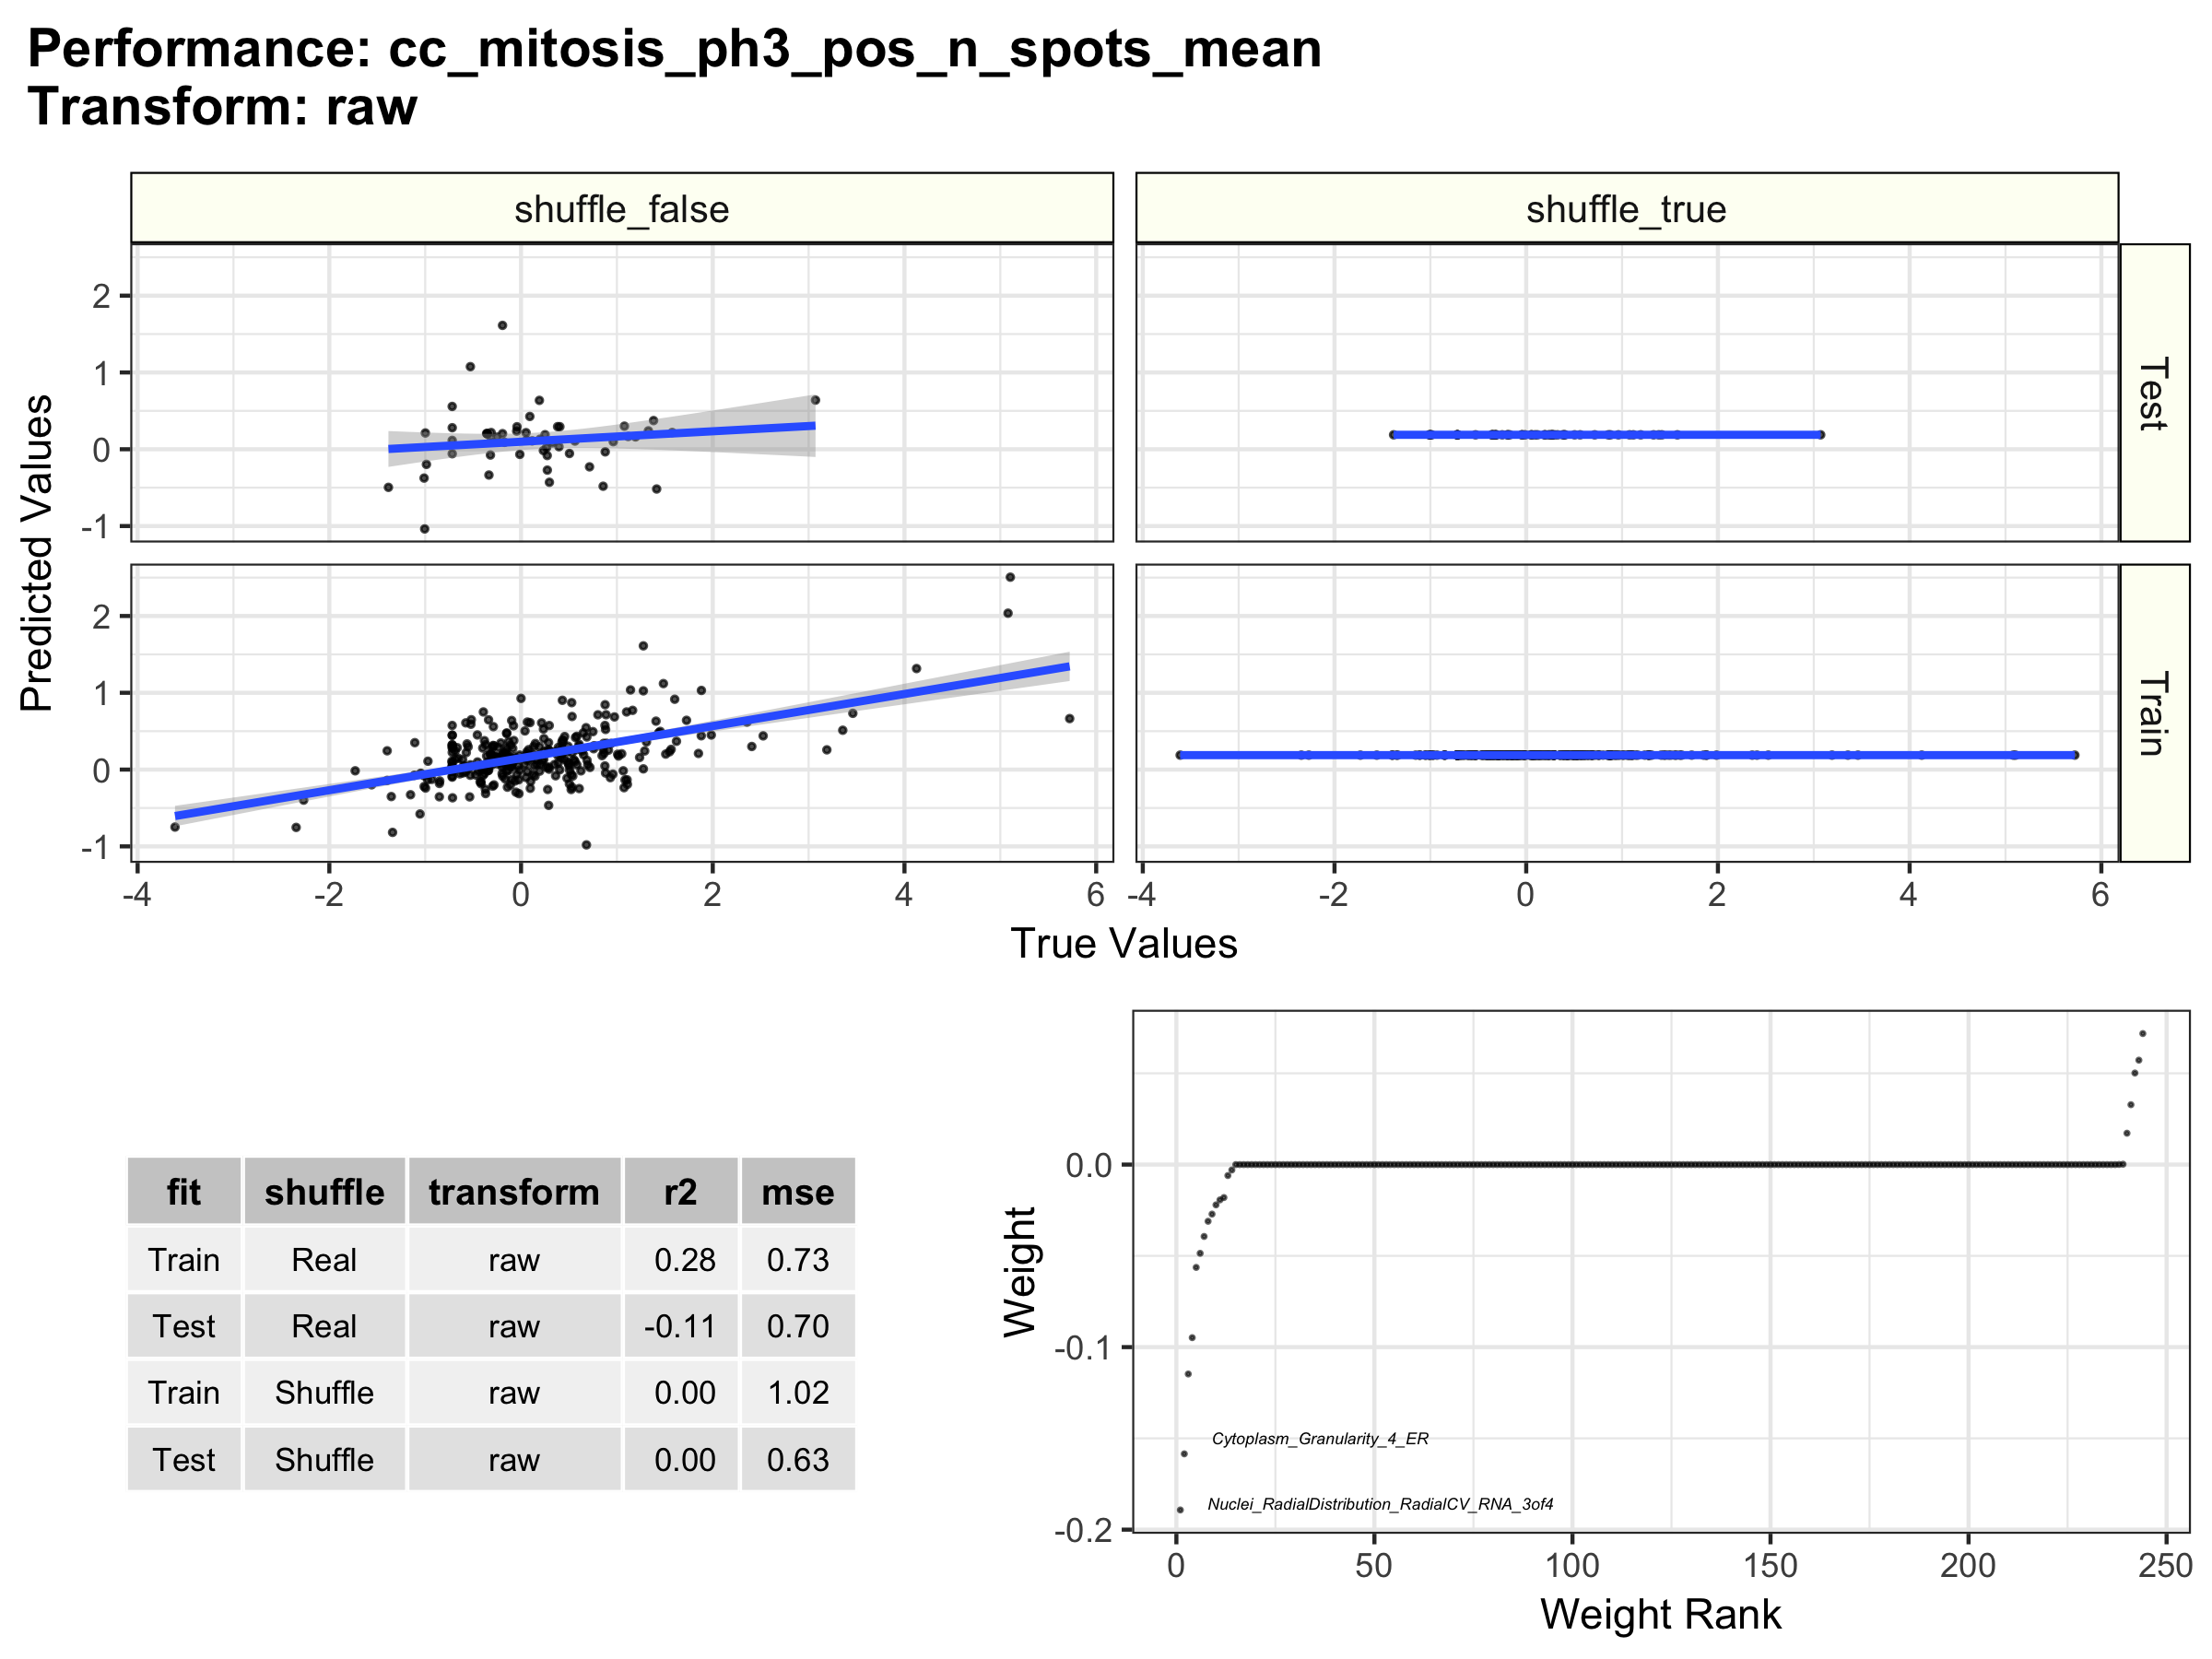 Performance: cc_mitosis_ph3_pos_n_spots_mean
Transform: raw
shuffle_false
shuffle_true
Test
Train
Predicted Values
2
1
0
-1
2
1
0
-1
-4 -2 0 2 4 6
-4 -2 0 2 4 6
True Values
fit shuffle transform r2 mse
Train Real raw 0.28 0.73
Test Real raw -0.11 0.70
Train Shuffle raw 0.00 1.02
Test Shuffle raw 0.00 0.63
Weight
0.0
-0.1
-0.2
Cytoplasm_Granularity_4_ER
Nuclei_RadialDistribution_RadialCV_RNA_3of4
0 50 100 150 200 250
Weight Rank